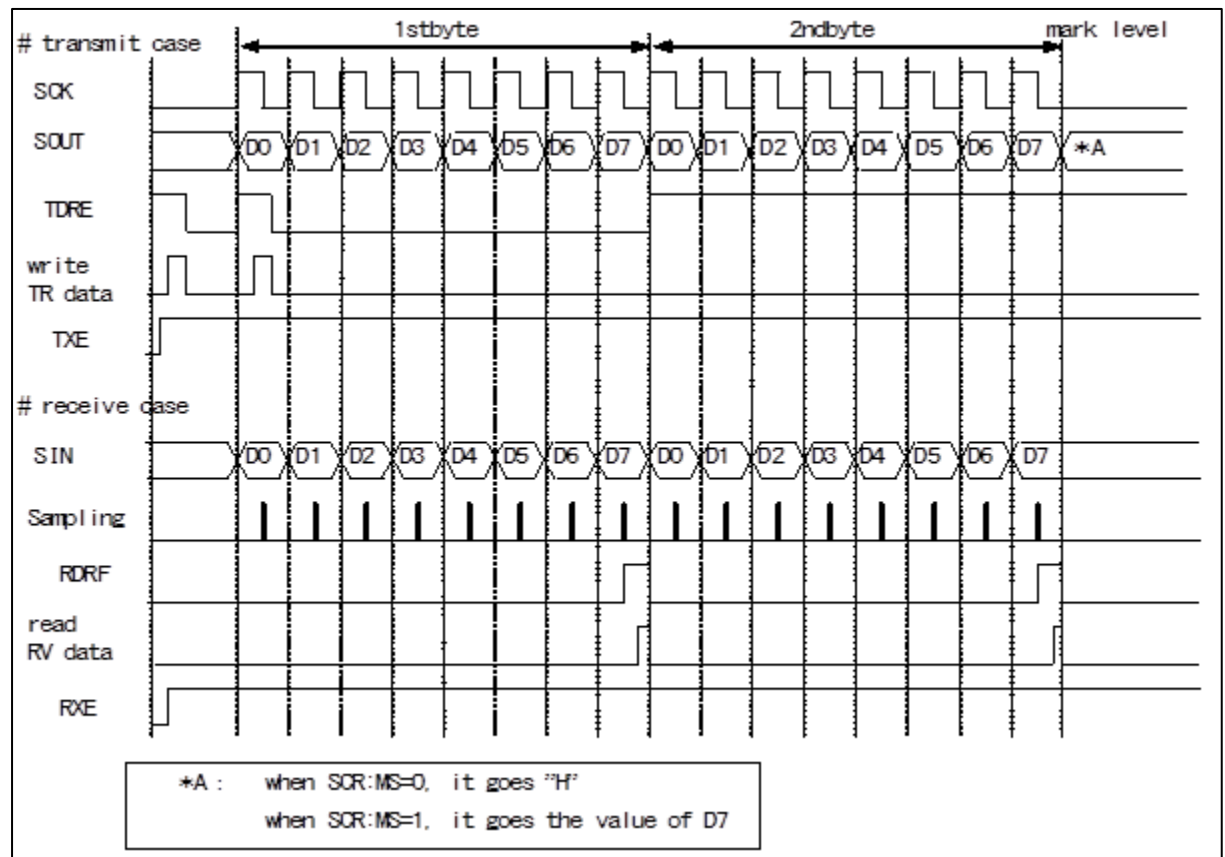 1stbyte 2ndbyte mark level
# transmit case
SCK
SOUT D0 D1 D2 D3 D4 D5 D6 D7 D0 D1 D2 D3 D4 D5 D6 D7 *A
TDRE
write
TR data
TXE
# receive case
SIN D0 D1 D2 D3 D4 D5 D6 D7 D0 D1 D2 D3 D4 D5 D6 D7
Sampling
RDRF
read
RV data
RXE
*A : when SCR:MS=0, it goes "H"
when SCR:MS=1, it goes the value of D7